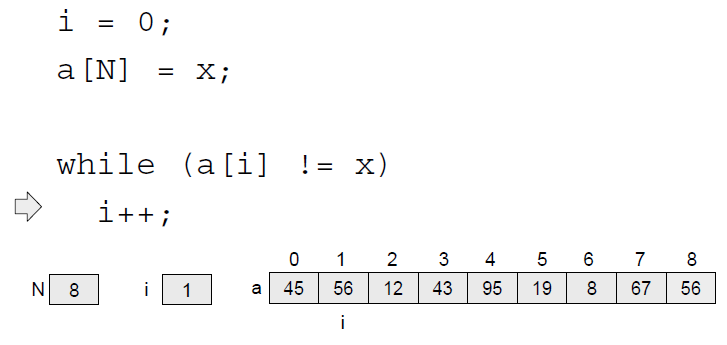 i = 0;
a[N] = x;
while (a[i] != x)
i++;
0 1 2 3 4 5 6 7 8
N 8 i 1 a 45 56 12 43 95 19 8 67 56
i